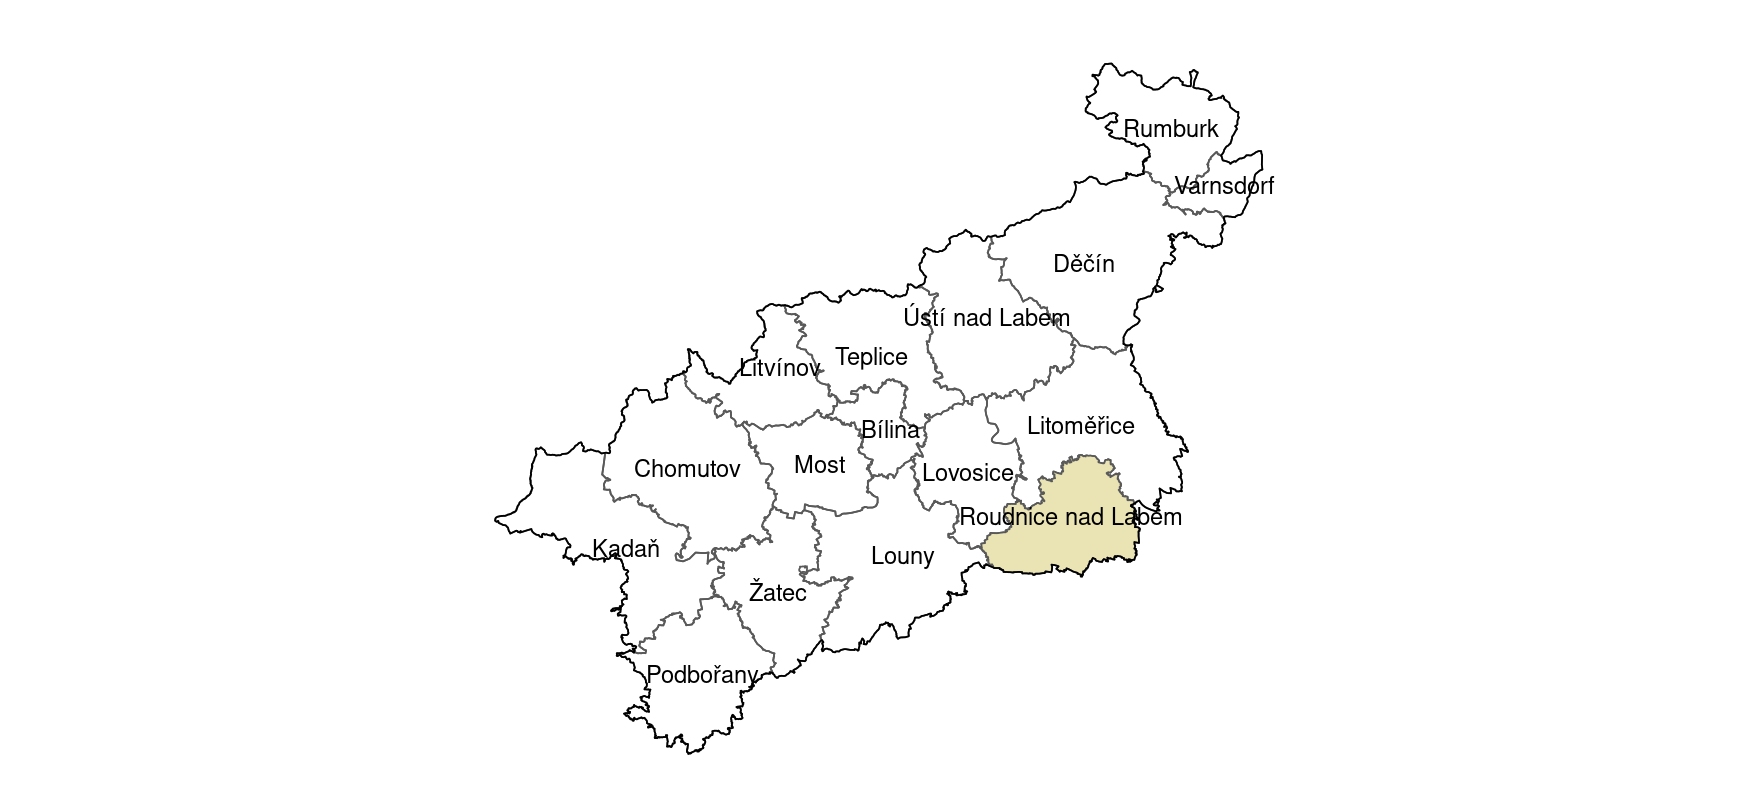 Rumburk
Varnsdorf
Děčín
Ústí nad Labem
Teplice
Litvínov
Litoměřice
Bílina
Most
Chomutov
Lovosice
Roudnice nad Labem
Kadaň
Louny
Žatec
Podbořany